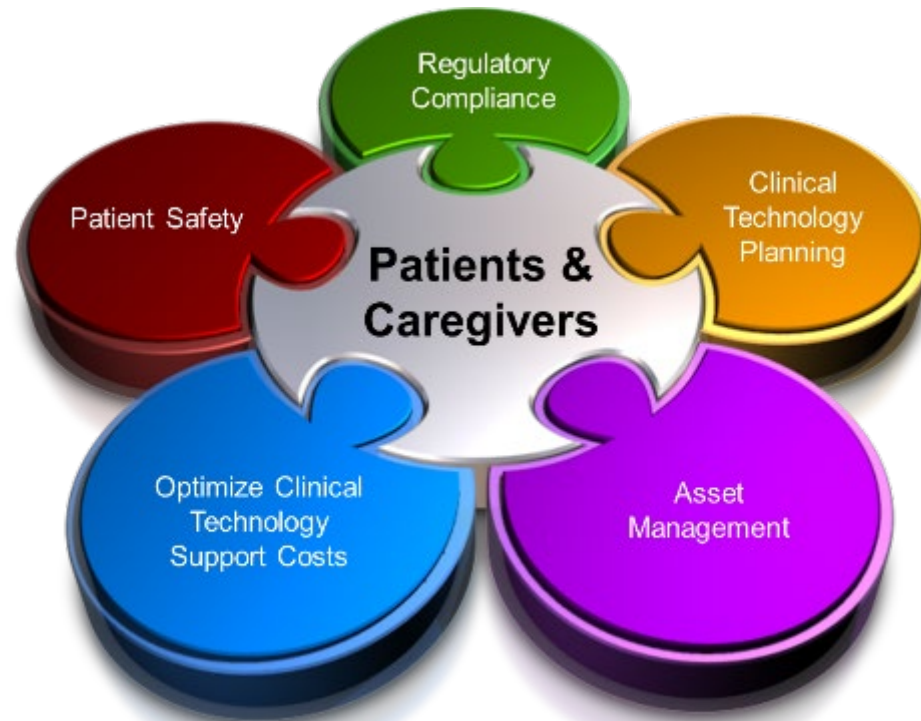 Regulatory
Compliance
Patient Safety
Clinical
Technology
Planning
Patients &
Caregivers
Optimize Clinical
Technology
Support Costs
Asset
Management